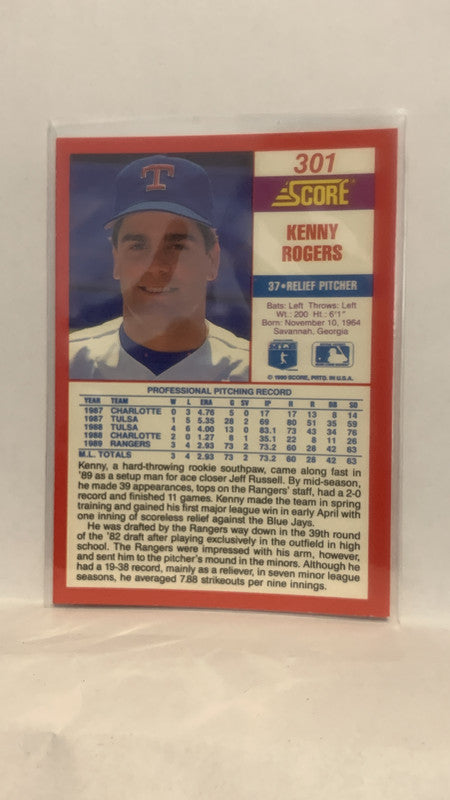 T
301
SCORE
KENNY
ROGERS
37•RELIEF PITCHER
Bats: Left Throws: Left
Wt.: 200 Ht.: 6'1"
Born: November 10, 1964
Savannah, Georgia
© 1990 SCORE, PRTD. IN U.S.A.
PROFESSIONAL PITCHING RECORD
YEAR TEAM W L ERA G SV IP H R BB SO
1987 CHARLOTTE 0 3 4.76 5 0 17 17 13 8 14
1987 TULSA 1 5 5.35 28 2 69 80 51 35 59
1988 TULSA 4 6 4.00 13 0 83.1 73 43 34 76
1988 CHARLOTTE 2 0 1.27 8 1 35.1 22 8 11 26
1989 RANGERS 3 4 2.93 73 2 73.2 60 28 42 63
M.L. TOTALS 3 4 2.93 73 2 73.2 60 28 42 63
Kenny, a hard-throwing rookie southpaw, came along fast in
'89 as a setup man for ace closer Jeff Russell. By mid-season,
he made 39 appearances, tops on the Rangers' staff, had a 2-0
record and finished 11 games. Kenny made the team in spring
training and gained his first major league win in early April with
one inning of scoreless relief against the Blue Jays.
He was drafted by the Rangers way down in the 39th round
of the '82 draft after playing exclusively in the outfield in high
school. The Rangers were impressed with his arm, however,
and sent him to the pitcher's mound in the minors. Although he
had a 19-38 record, mainly as a reliever, in seven minor league
seasons, he averaged 7.88 strikeouts per nine innings.